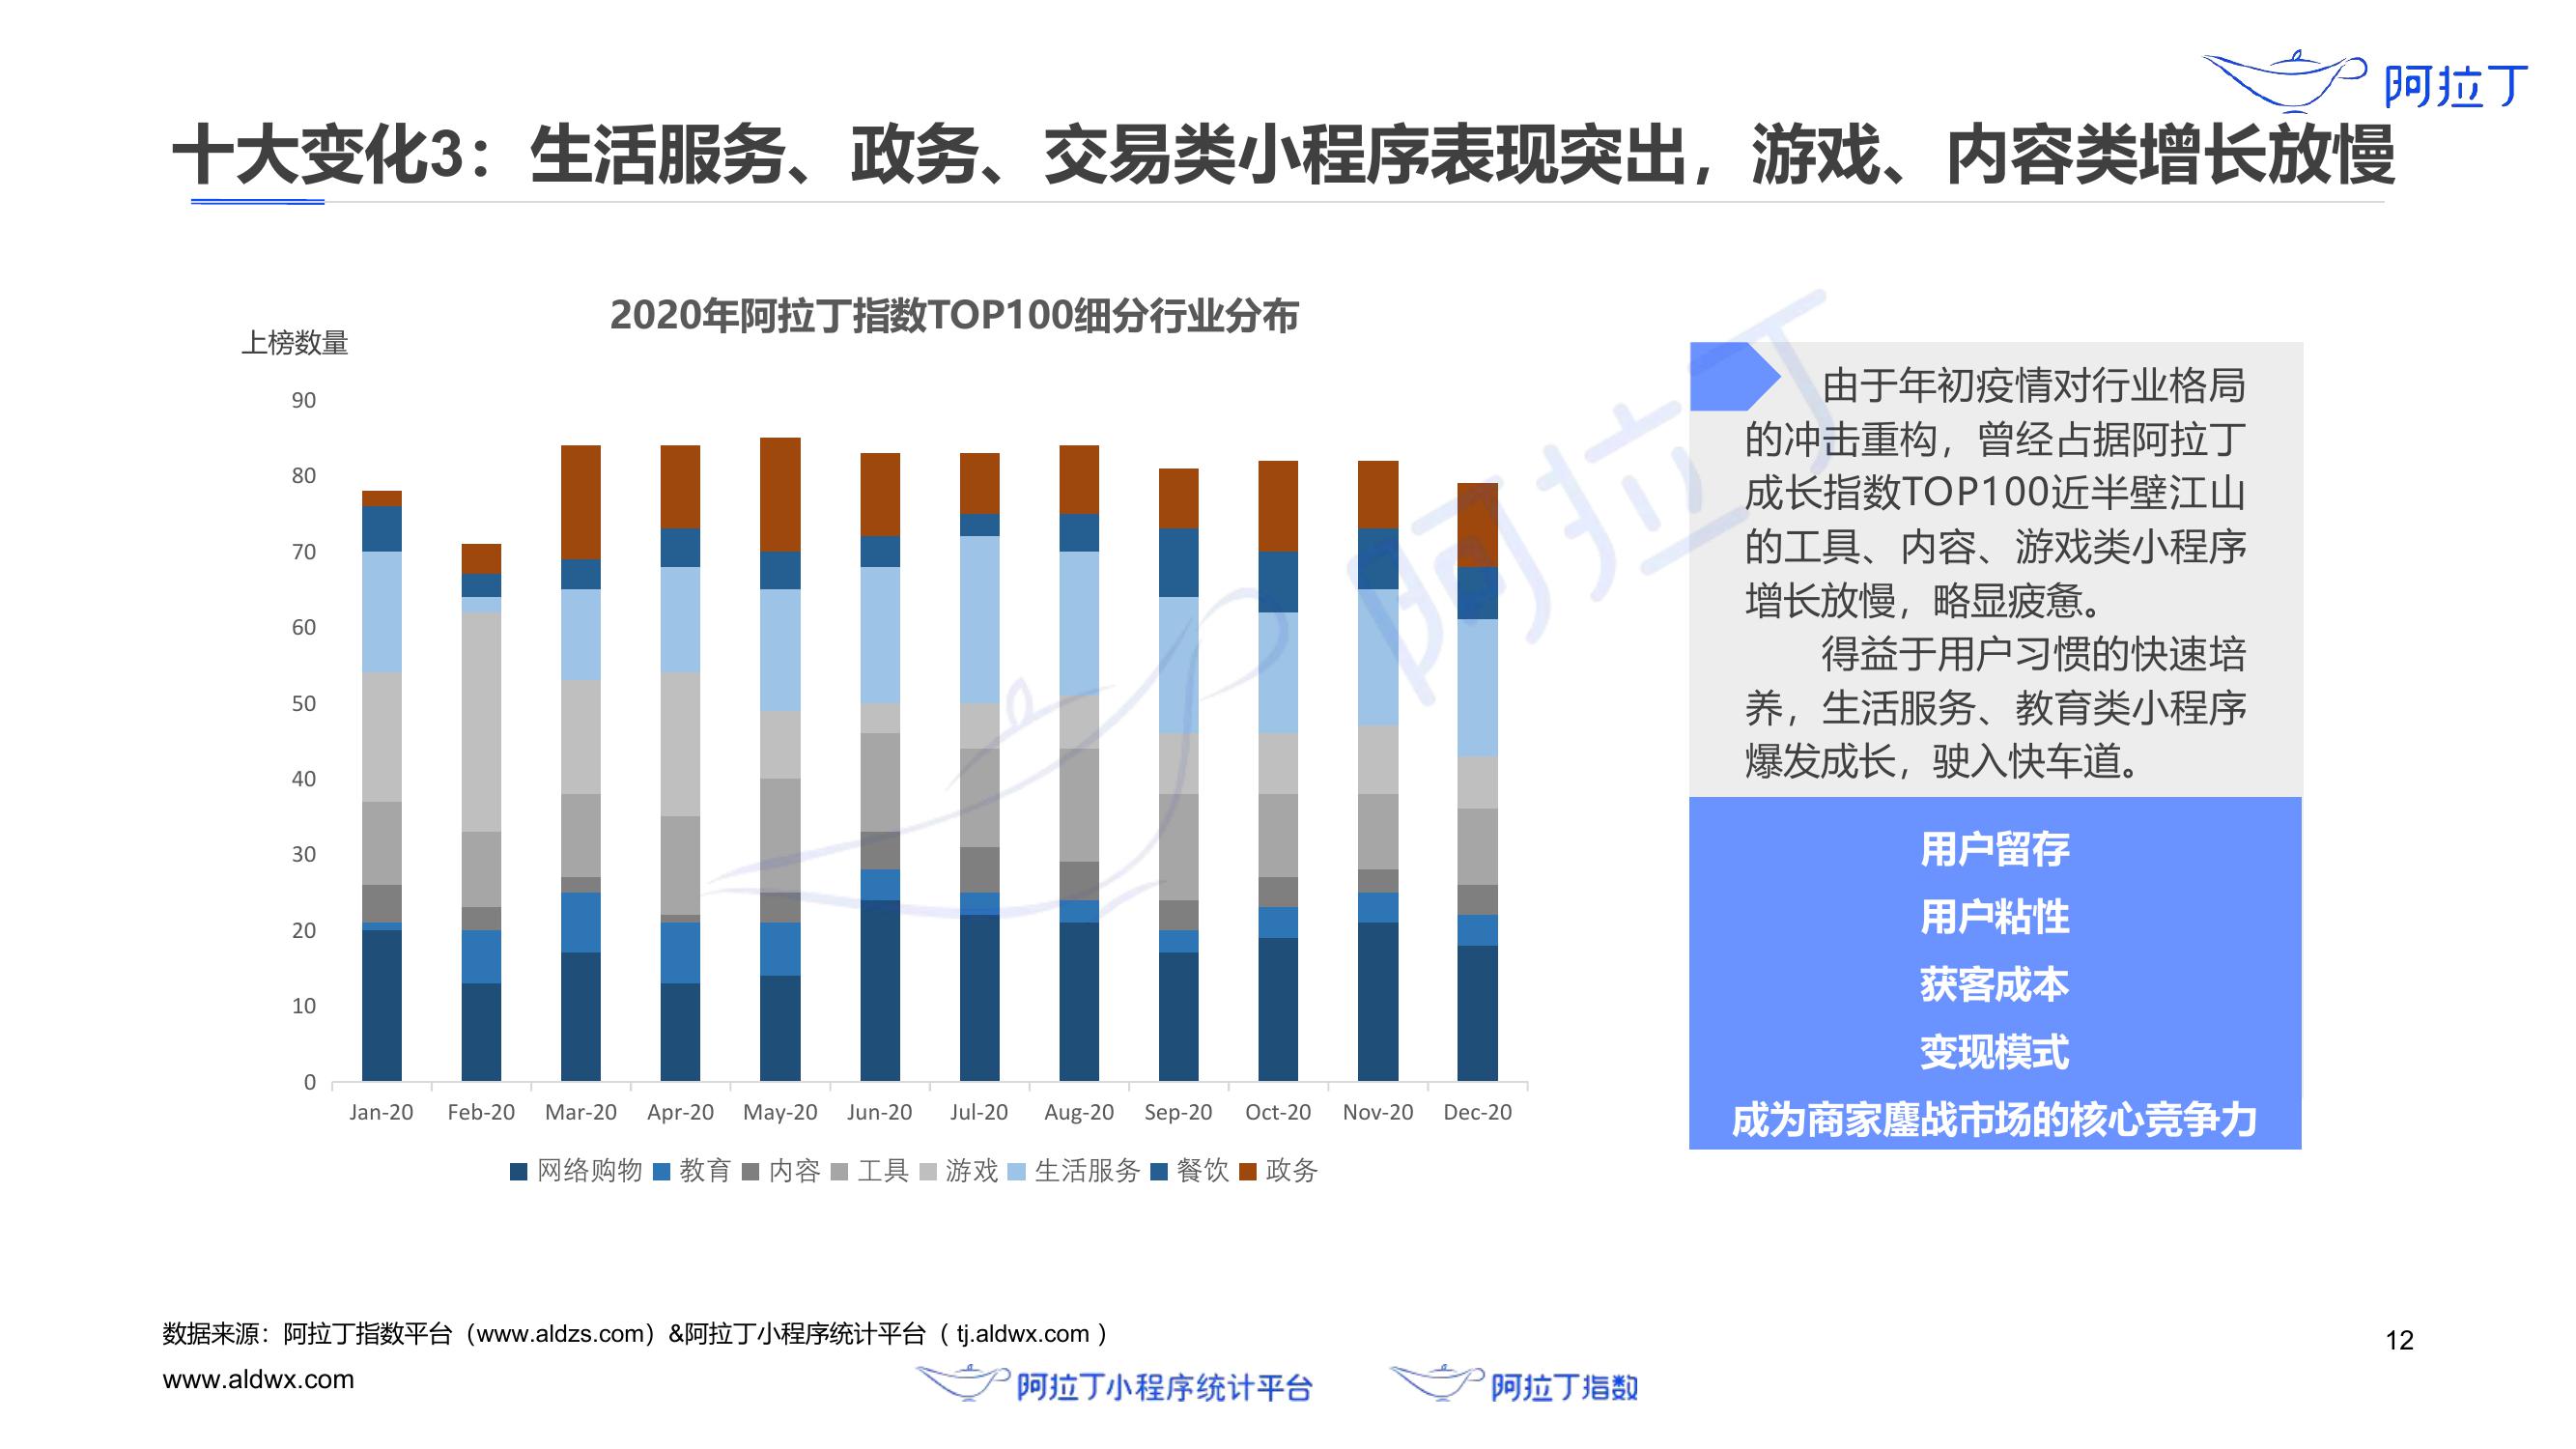 阿拉丁
十大变化3：生活服务、政务、交易类小程序表现突出，游戏、内容类增长放慢
2020年阿拉丁指数TOP100细分行业分布
上榜数量
90
80
70
60
50
40
30
20
10
0
Jan-20 Feb-20 Mar-20 Apr-20 May-20 Jun-20 Jul-20 Aug-20 Sep-20 Oct-20 Nov-20 Dec-20
网络购物 教育 内容 工具 游戏 生活服务 餐饮 政务
阿拉丁
由于年初疫情对行业格局
的冲击重构，曾经占据阿拉丁
成长指数TOP100近半壁江山
的工具、内容、游戏类小程序
增长放慢，略显疲惫。
得益于用户习惯的快速培
养，生活服务、教育类小程序
爆发成长，驶入快车道。
用户留存
用户粘性
获客成本
变现模式
成为商家鏖战市场的核心竞争力
数据来源：阿拉丁指数平台（www.aldzs.com）&阿拉丁小程序统计平台（ tj.aldwx.com ）
12
www.aldwx.com
阿拉丁小程序统计平台
阿拉丁指数